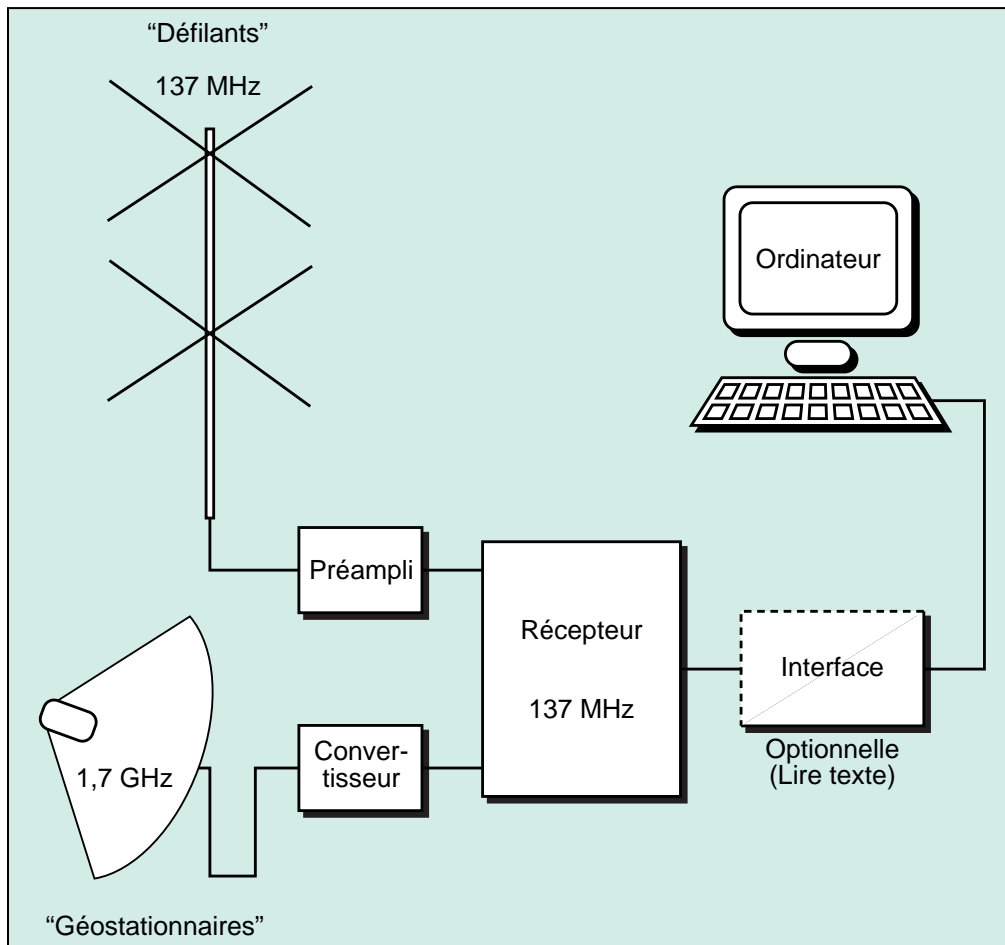 “Défilants”
137 MHz
Ordinateur
Préampli
Récepteur
137 MHz
Interface
Optionnelle
(Lire texte)
Conver-
tisseur
1,7 GHz
“Géostationnaires”